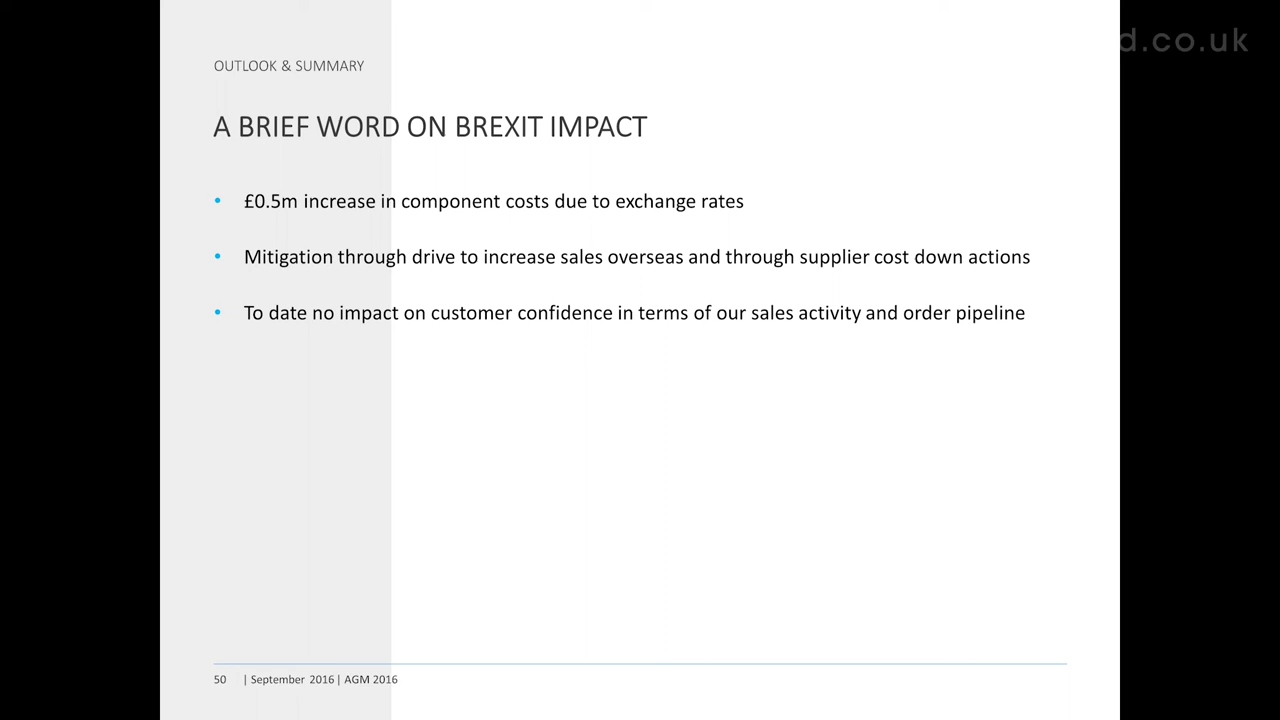 d.co.uk
OUTLOOK & SUMMARY
A BRIEF WORD ON BREXIT IMPACT
• £0.5m increase in component costs due to exchange rates
• Mitigation through drive to increase sales overseas and through supplier cost down actions
• To date no impact on customer confidence in terms of our sales activity and order pipeline
50 | September 2016 | AGM 2016